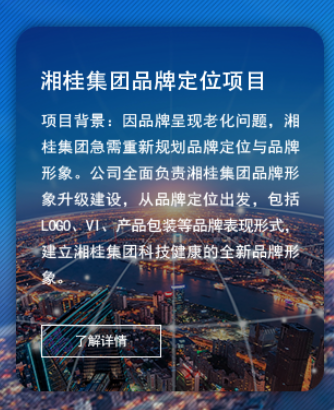 湘桂集团品牌定位项目
项目背景：因品牌呈现老化问题，湘
桂集团急需重新规划品牌定位与品牌
形象。公司全面负责湘桂集团品牌形
象升级建设，从品牌定位出发，包括
LOGO、VI、产品包装等品牌表现形式，
建立湘桂集团科技健康的全新品牌形
象。
了解详情